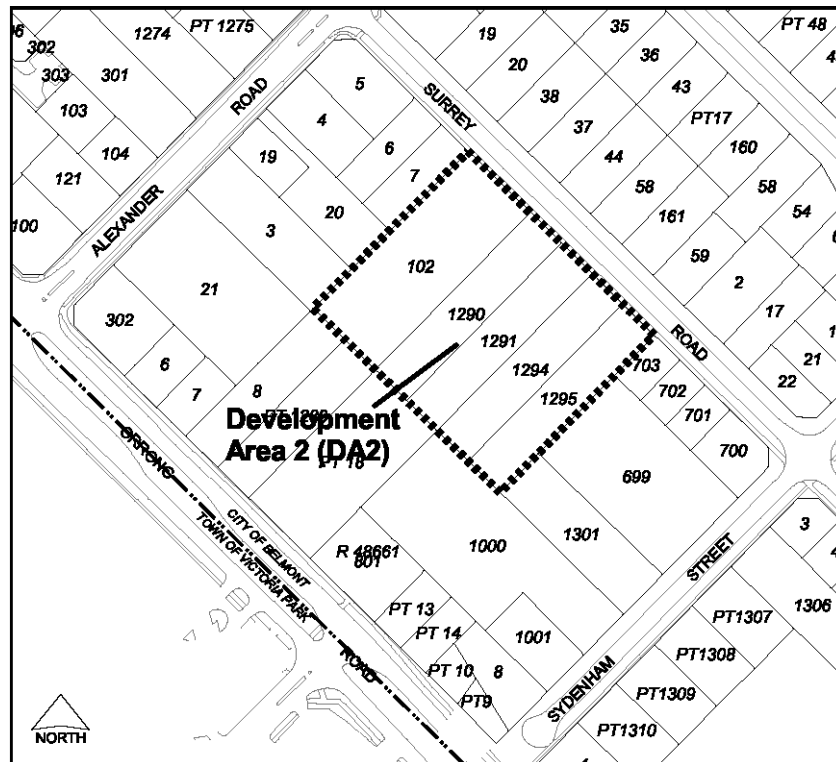 302
303
1274
PT 1275
301
103
104
121
100
ROAD
ALEXANDER
5
4
6
7
19
20
3
21
302
6
7
8
SURREY
ROAD
19
20
38
37
44
58
161
59
2
17
21
22
35
36
43
PT17
160
58
54
PT 48
102
1290
1291
1294
1295
703
702
701
700
699
Development
Area 2 (DA2)
PT 18
ORRONG
ROAD
CITY OF BELMONT
TOWN OF VICTORIA PARK
R 48661
801
1000
1301
PT 13
PT 14
PT 10
PT9
8
1001
STREET
SYDENHAM
3
1306
PT1307
PT1308
PT1309
PT1310
NORTH